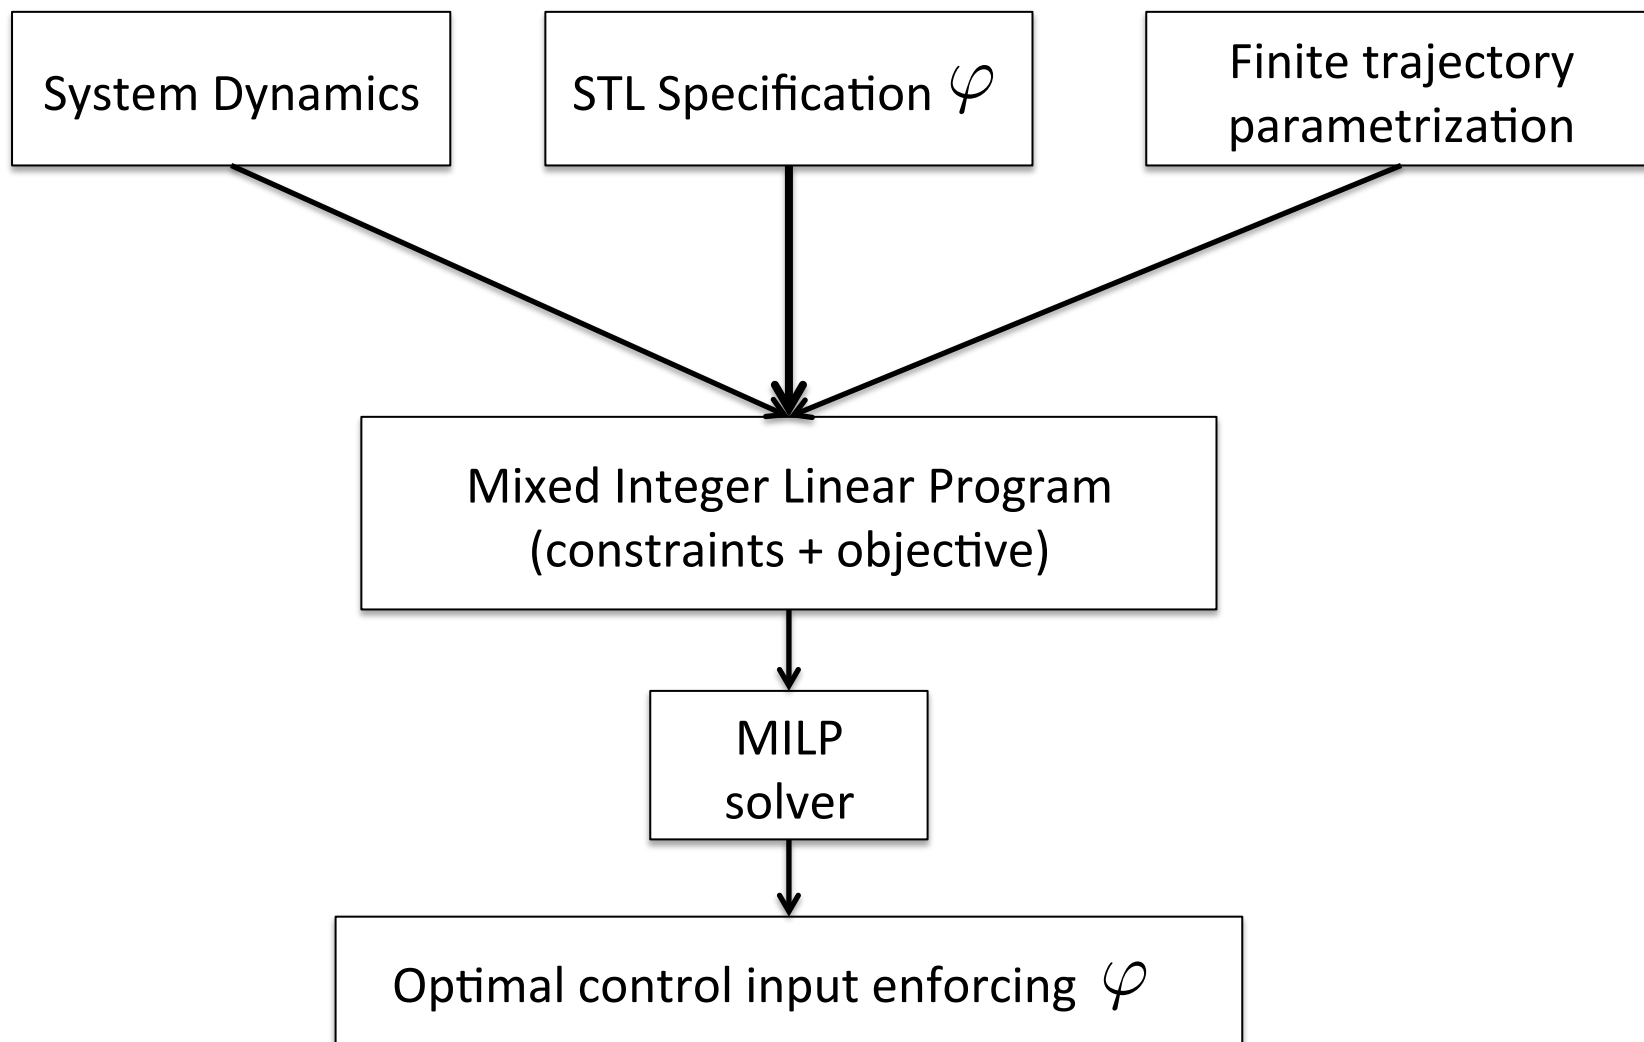 System Dynamics
STL Specification φ
Finite trajectory
parametrization
Mixed Integer Linear Program
(constraints + objective)
MILP
solver
Optimal control input enforcing φ